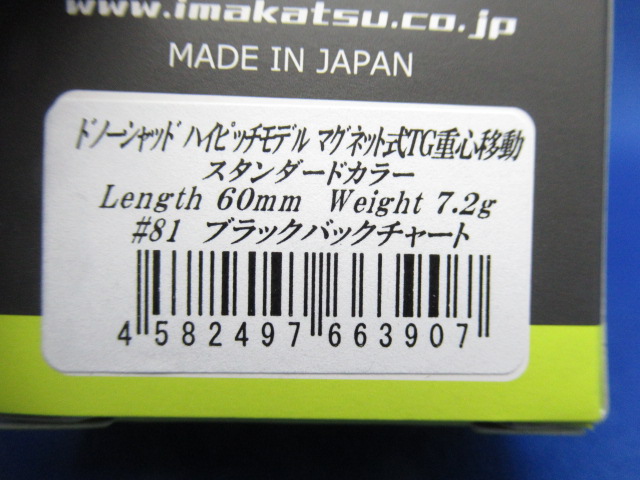 www.imakatsu.co.jp
MADE IN JAPAN
ドノーシャッド ハイピッチモデル マグネット式TG重心移動
スタンダードカラー
Length 60mm Weight 7.2g
#81 ブラックバックチャート
4 582497 663907